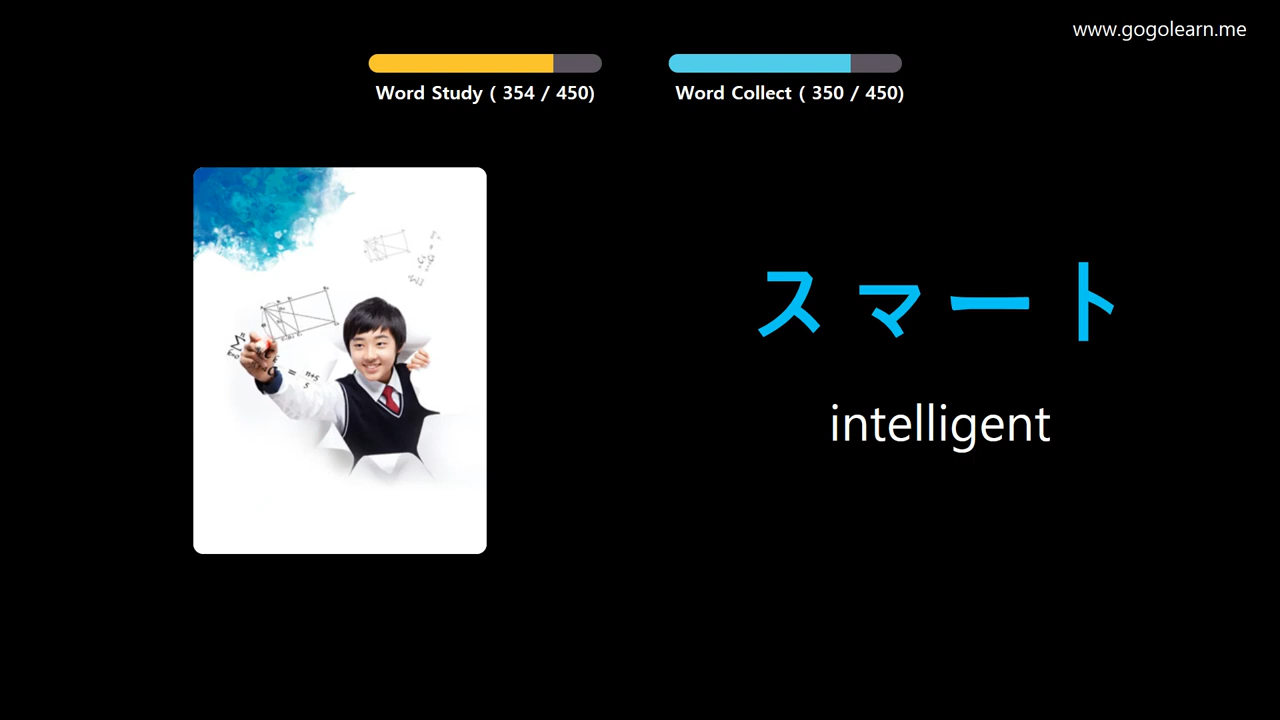 www.gogolearn.me
Word Study ( 354 / 450)
Word Collect ( 350 / 450)
スマート
intelligent